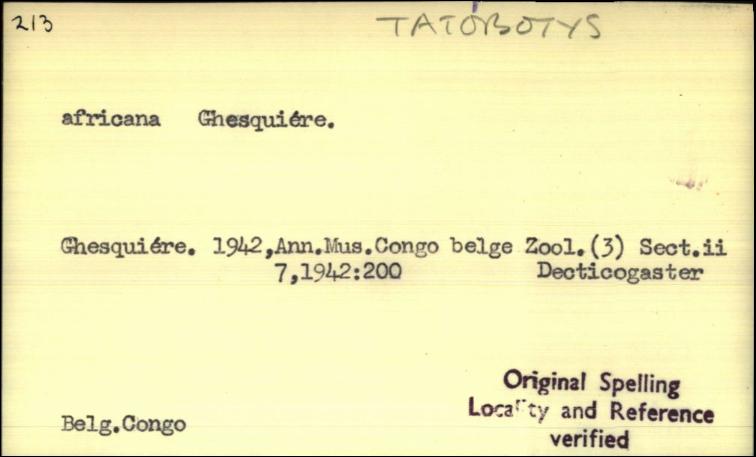 213
TATOBOTYS
africana Ghesquiére.
Ghesquiére. 1942,Ann.Mus.Congo belge Zool.(3) Sect.ii
7,1942:200 Decticogaster
Original Spelling
Locality and Reference
verified
Belg.Congo